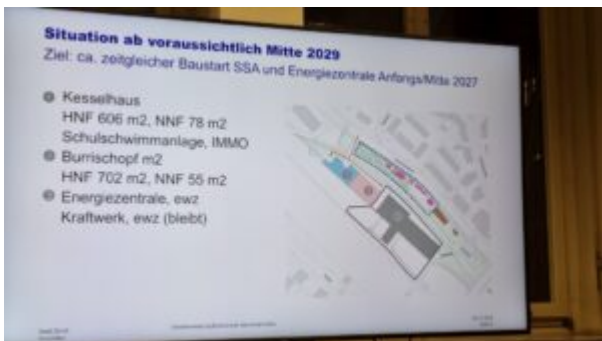 Situation ab voraussichtlich Mitte 2029
Ziel: ca. zeitgleicher Baustart SSA und Energiezentrale Anfangs/Mitte 2027
Kesselhaus
HNF 606 m2, NNF 78 m2
Schulschwimmanlage, IMMO
Burrischopf m2
HNF 702 m2, NNF 55 m2
Energiezentrale, ewz
Kraftwerk, ewz (bleibt)